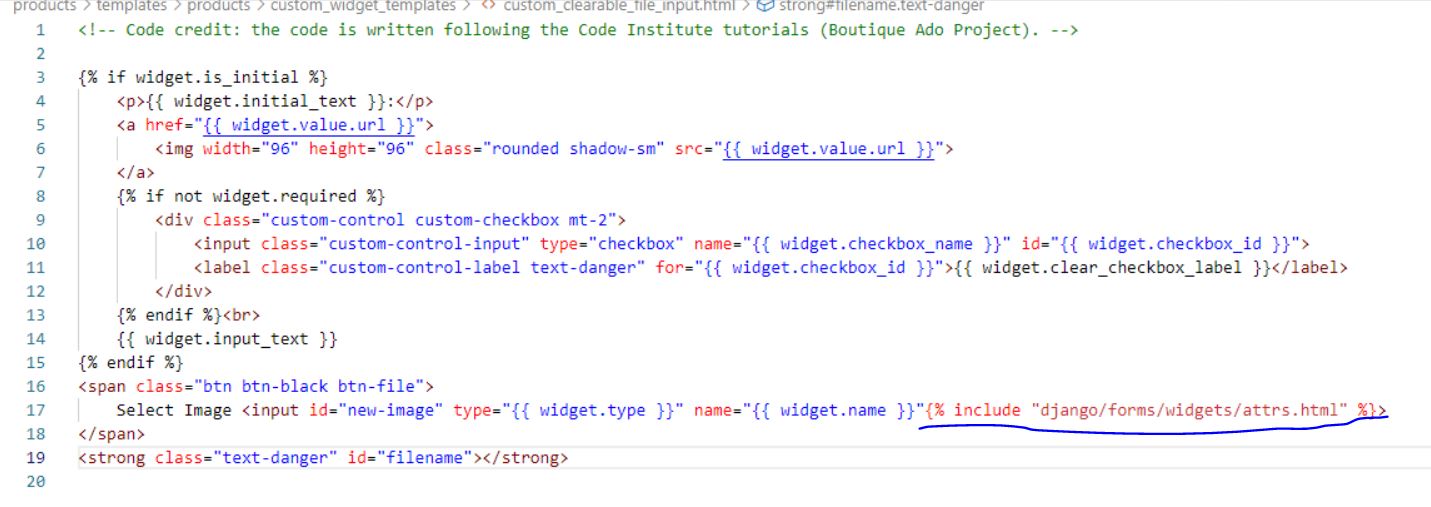 products > templates > products > custom_widget_templates > <> custom_clearable_file_input.html > strong#filename.text-danger
1 <!-- Code credit: the code is written following the Code Institute tutorials (Boutique Ado Project). -->
2
3 {% if widget.is_initial %}
4     <p>{{ widget.initial_text }}:</p>
5     <a href="{{ widget.value.url }}">
6         <img width="96" height="96" class="rounded shadow-sm" src="{{ widget.value.url }}">
7     </a>
8     {% if not widget.required %}
9         <div class="custom-control custom-checkbox mt-2">
10             <input class="custom-control-input" type="checkbox" name="{{ widget.checkbox_name }}" id="{{ widget.checkbox_id }}">
11             <label class="custom-control-label text-danger" for="{{ widget.checkbox_id }}">{{ widget.clear_checkbox_label }}</label>
12         </div>
13     {% endif %}<br>
14     {{ widget.input_text }}
15 {% endif %}
16 <span class="btn btn-black btn-file">
17     Select Image <input id="new-image" type="{{ widget.type }}" name="{{ widget.name }}"{% include "django/forms/widgets/attrs.html" %}>
18 </span>
19 <strong class="text-danger" id="filename"></strong>
20